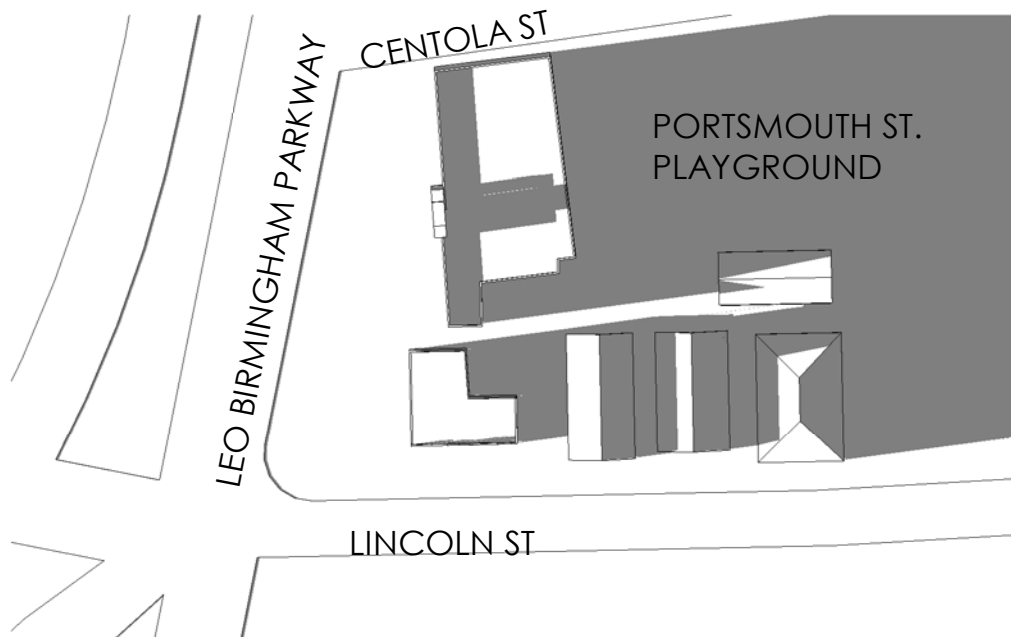 CENTOLA ST
LEO BIRMINGHAM PARKWAY
PORTSMOUTH ST.
PLAYGROUND
LINCOLN ST